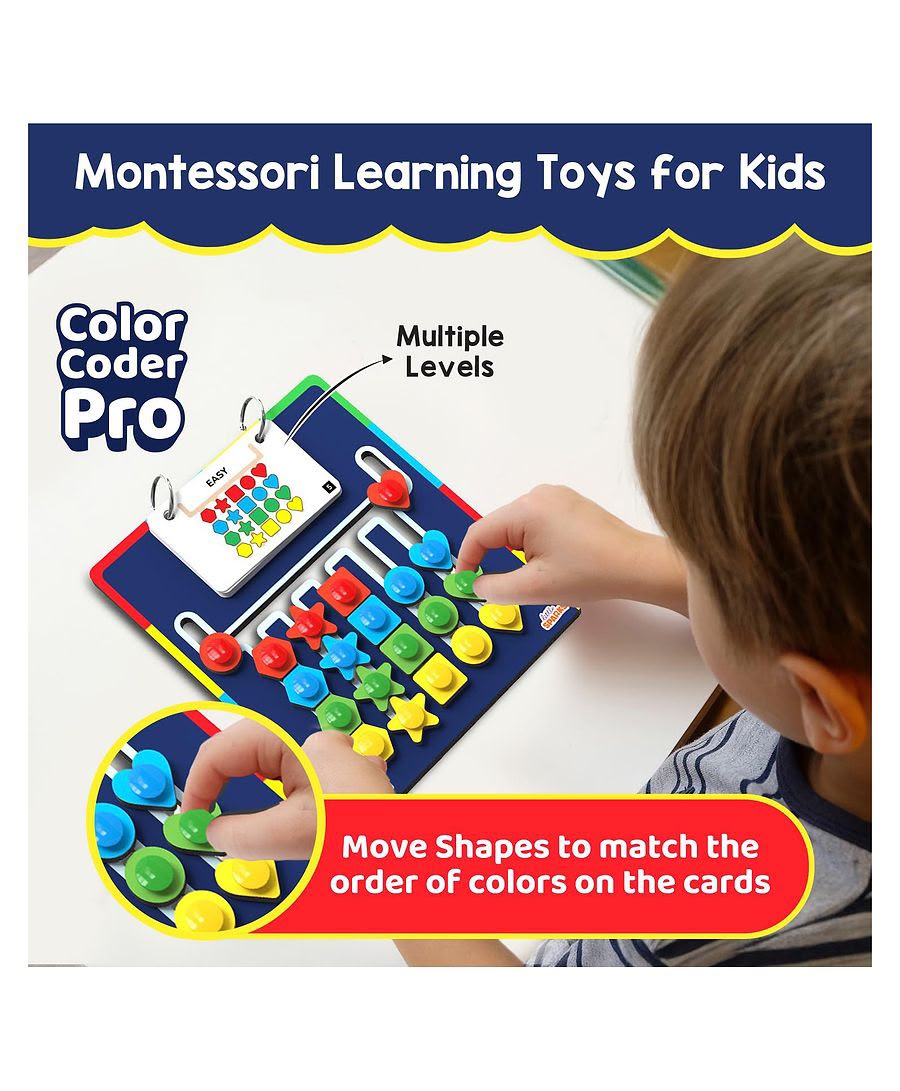 Montessori Learning Toys for Kids
Color
Coder
Pro
Multiple
Levels
EASY
5
Move Shapes to match the
order of colors on the cards